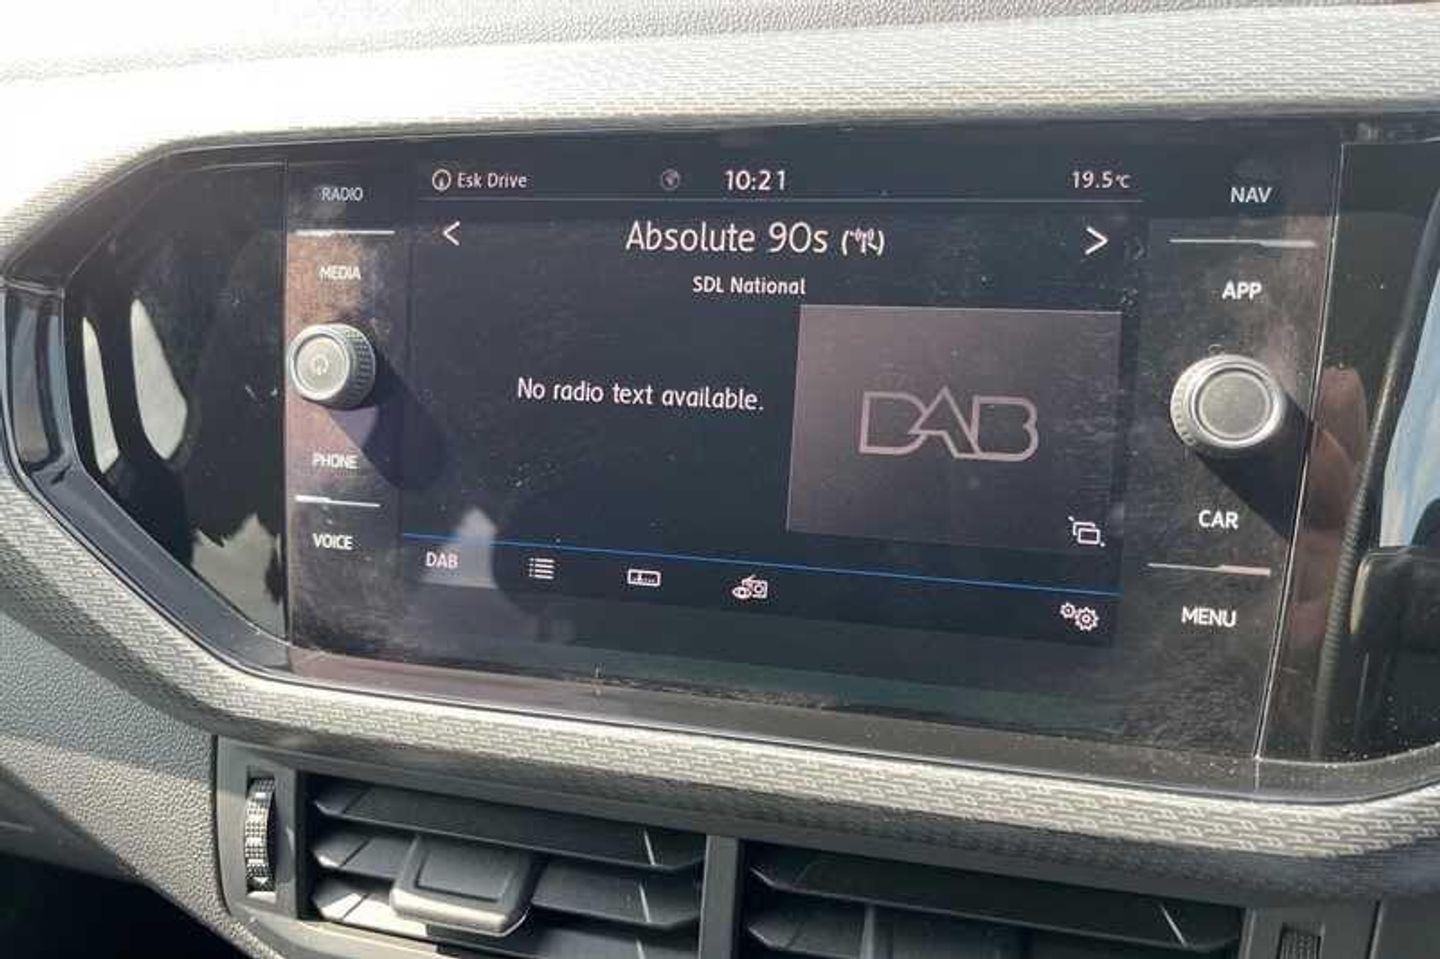 RADIO
MEDIA
PHONE
VOICE
Esk Drive 10:21 19.5°C
< Absolute 90s >
SDL National
No radio text available.
DAB
DAB
NAV
APP
CAR
MENU